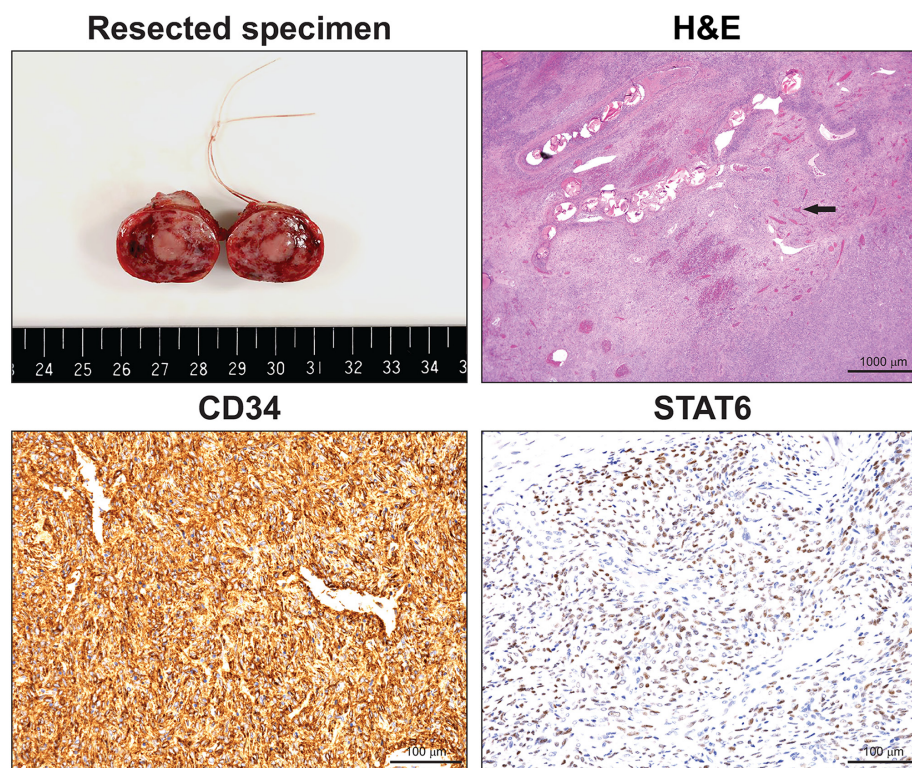 Resected specimen
H&E
24 25 26 27 28 29 30 31 32 33 34 3
1000 μm
CD34
STAT6
100 μm
100 μm